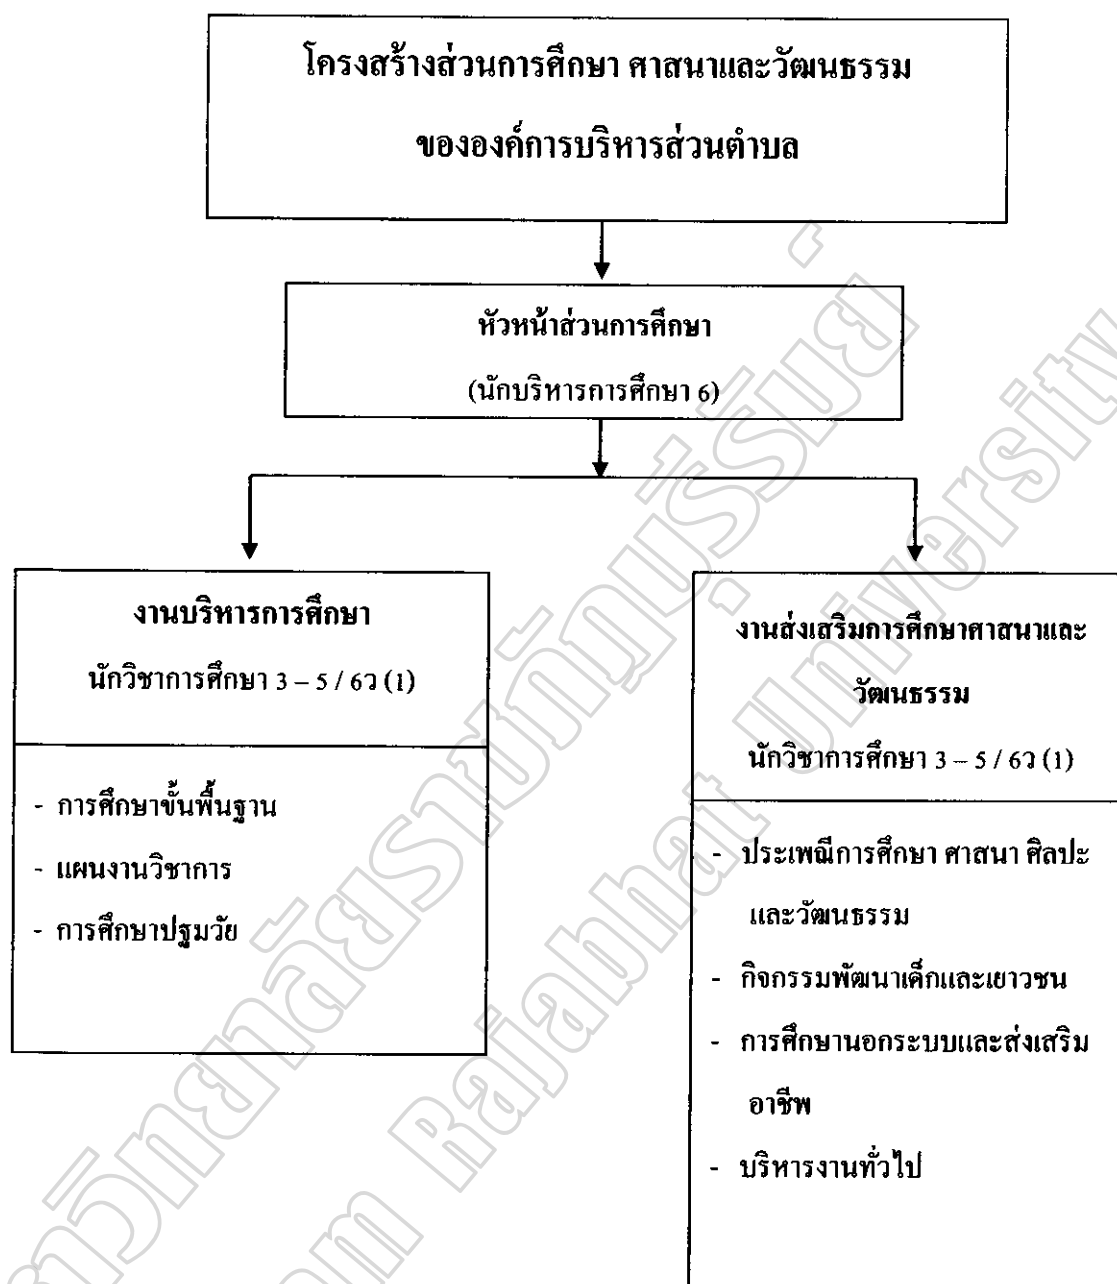 โครงสร้างส่วนการศึกษา ศาสนาและวัฒนธรรม
ขององค์การบริหารส่วนตำบล
หัวหน้าส่วนการศึกษา
(นักบริหารการศึกษา 6)
งานบริหารการศึกษา
นักวิชาการศึกษา 3 – 5 / 6ว (1)
- การศึกษาขั้นพื้นฐาน
- แผนงานวิชาการ
- การศึกษาปฐมวัย
งานส่งเสริมการศึกษาศาสนาและ
วัฒนธรรม
นักวิชาการศึกษา 3 – 5 / 6ว (1)
- ประเพณีการศึกษา ศาสนา ศิลปะ
และวัฒนธรรม
- กิจกรรมพัฒนาเด็กและเยาวชน
- การศึกษานอกระบบและส่งเสริม
อาชีพ
- บริหารงานทั่วไป
Rajabhat University